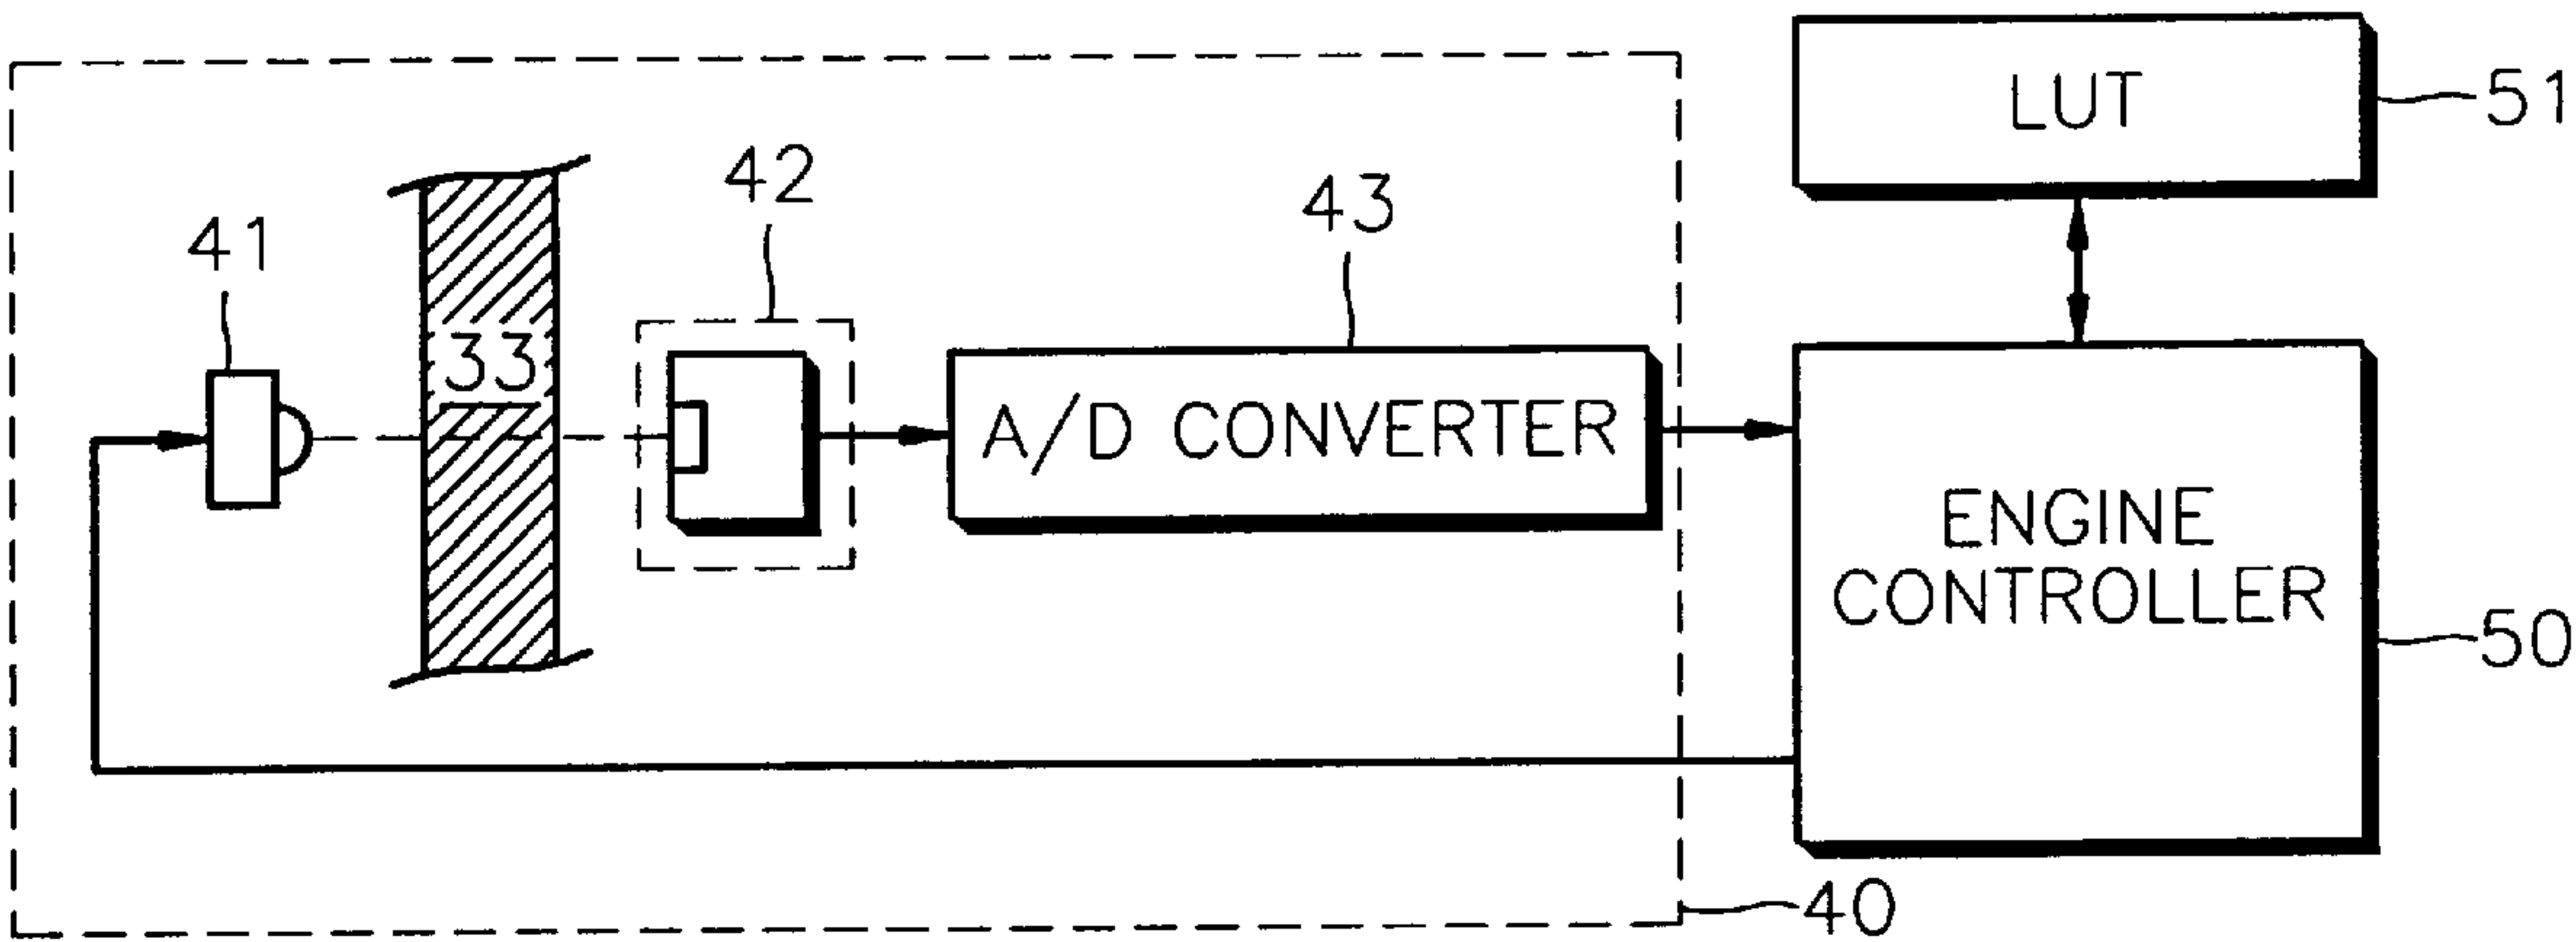 LUT
51
42
43
41
33
A/D CONVERTER
ENGINE
CONTROLLER
50
40